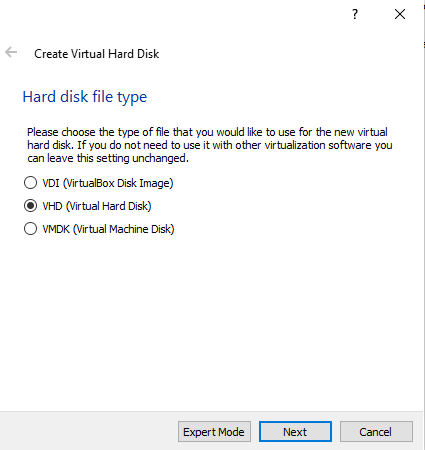 ?
Create Virtual Hard Disk
Hard disk file type
Please choose the type of file that you would like to use for the new virtual
hard disk. If you do not need to use it with other virtualization software you
can leave this setting unchanged.
VDI (VirtualBox Disk Image)
VHD (Virtual Hard Disk)
VMDK (Virtual Machine Disk)
Expert Mode Next Cancel